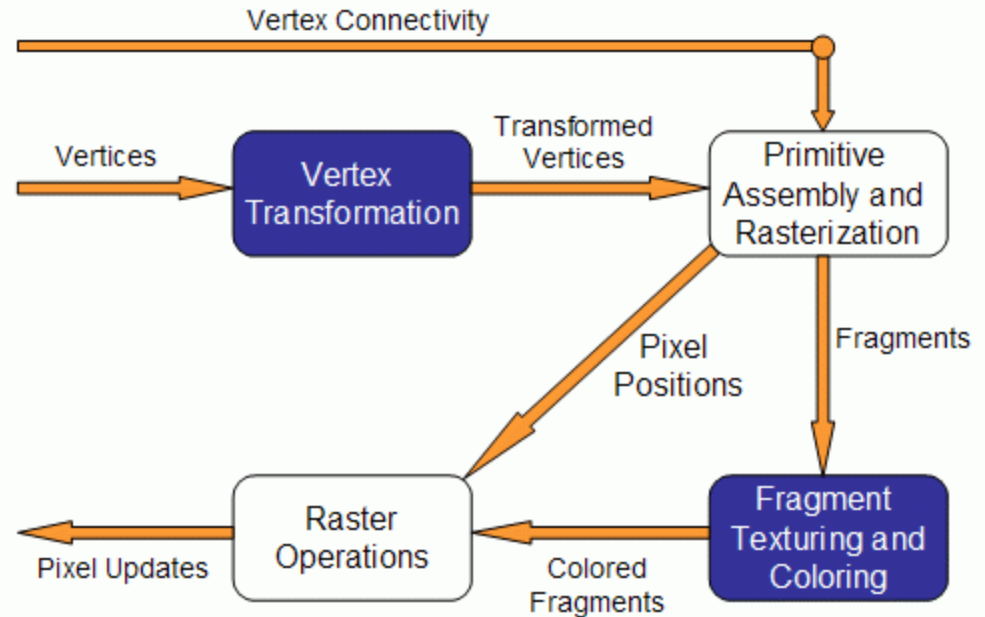 Vertex Connectivity
Vertices
Vertex
Transformation
Transformed
Vertices
Primitive
Assembly and
Rasterization
Pixel
Positions
Fragments
Raster
Operations
Fragment
Texturing and
Coloring
Pixel Updates
Colored
Fragments